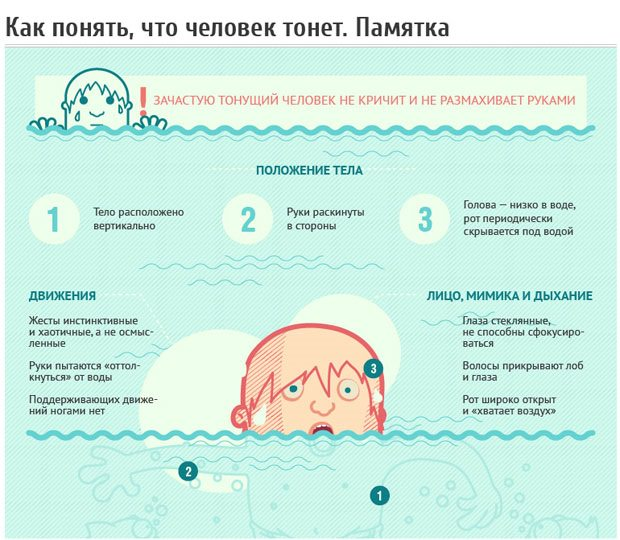 Как понять, что человек тонет. Памятка
! ЗАЧАСТУЮ ТОНУЩИЙ ЧЕЛОВЕК НЕ КРИЧИТ И НЕ РАЗМАХИВАЕТ РУКАМИ
ПОЛОЖЕНИЕ ТЕЛА
1
Тело расположено
вертикально
2
Руки раскинуты
в стороны
3
Голова — низко в воде,
рот периодически
скрывается под водой
ДВИЖЕНИЯ
Жесты инстинктивные
и хаотичные, а не осмыс-
ленные
Руки пытаются «оттол-
кнуться» от воды
Поддерживающих движе-
ний ногами нет
ЛИЦО, МИМИКА И ДЫХАНИЕ
Глаза стеклянные,
не способны сфокусиро-
ваться
Волосы прикрывают лоб
и глаза
Рот широко открыт
и «хватает воздух»
3
2
1